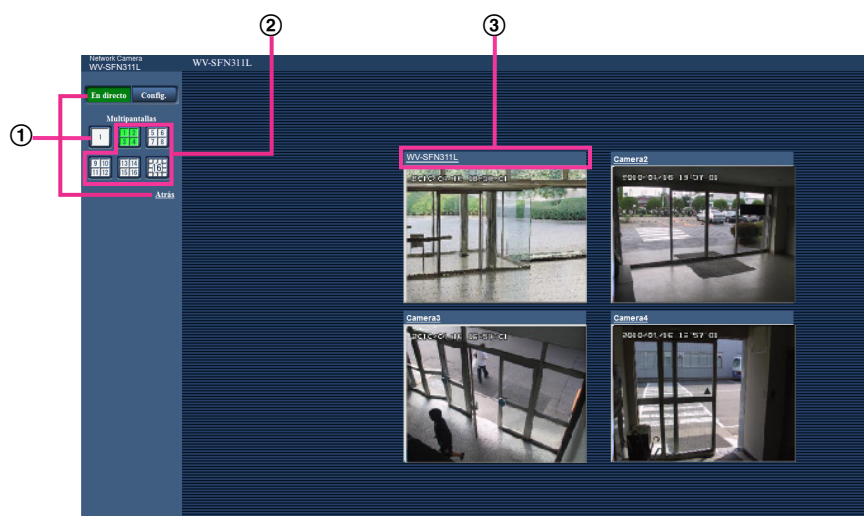 ②
③
Network Camera
WV-SFN311L
WV-SFN311L
En directo Config.
Multipantallas
①
1
1 2
3 4
5 6
7 8
9 10
11 12
13 14
15 16
16
Atrás
WV-SFN311L
Camera2
Camera3
Camera4